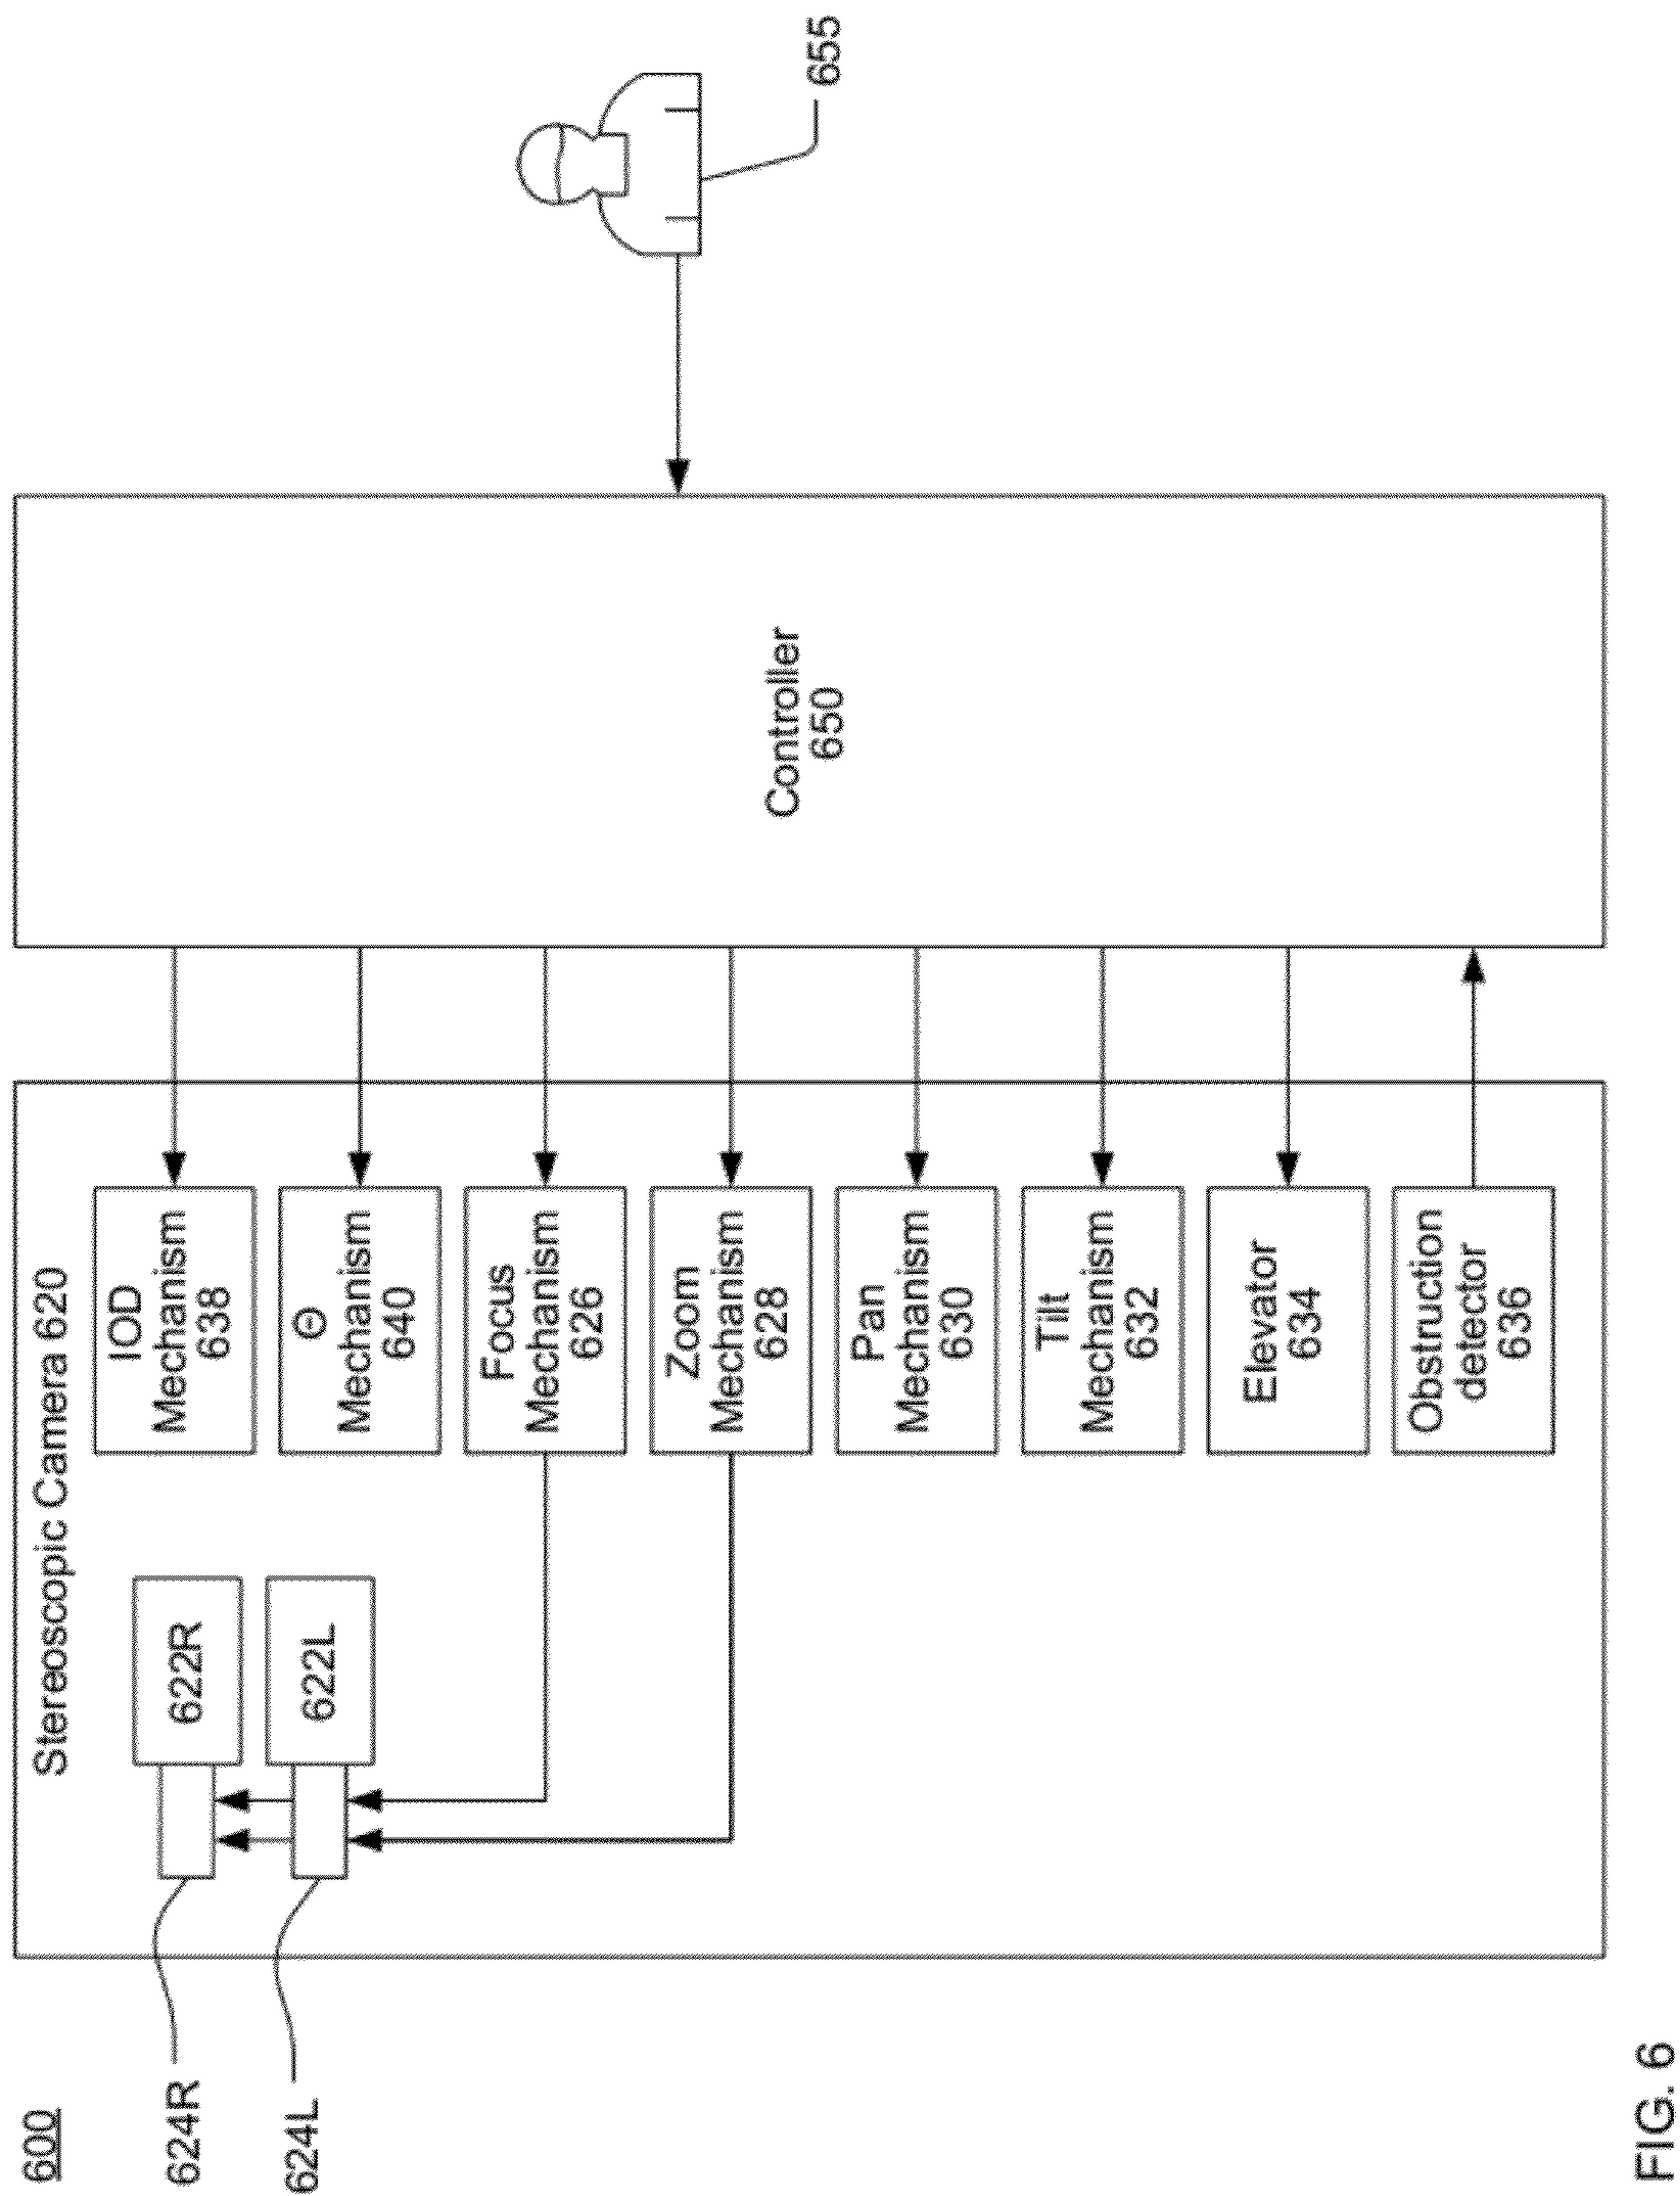 600
Stereoscopic Camera 620
624R
622R
624L
622L
IOD
Mechanism
638
Θ
Mechanism
640
Focus
Mechanism
626
Zoom
Mechanism
628
Pan
Mechanism
630
Tilt
Mechanism
632
Elevator
634
Obstruction
detector
636
Controller
650
655
FIG. 6